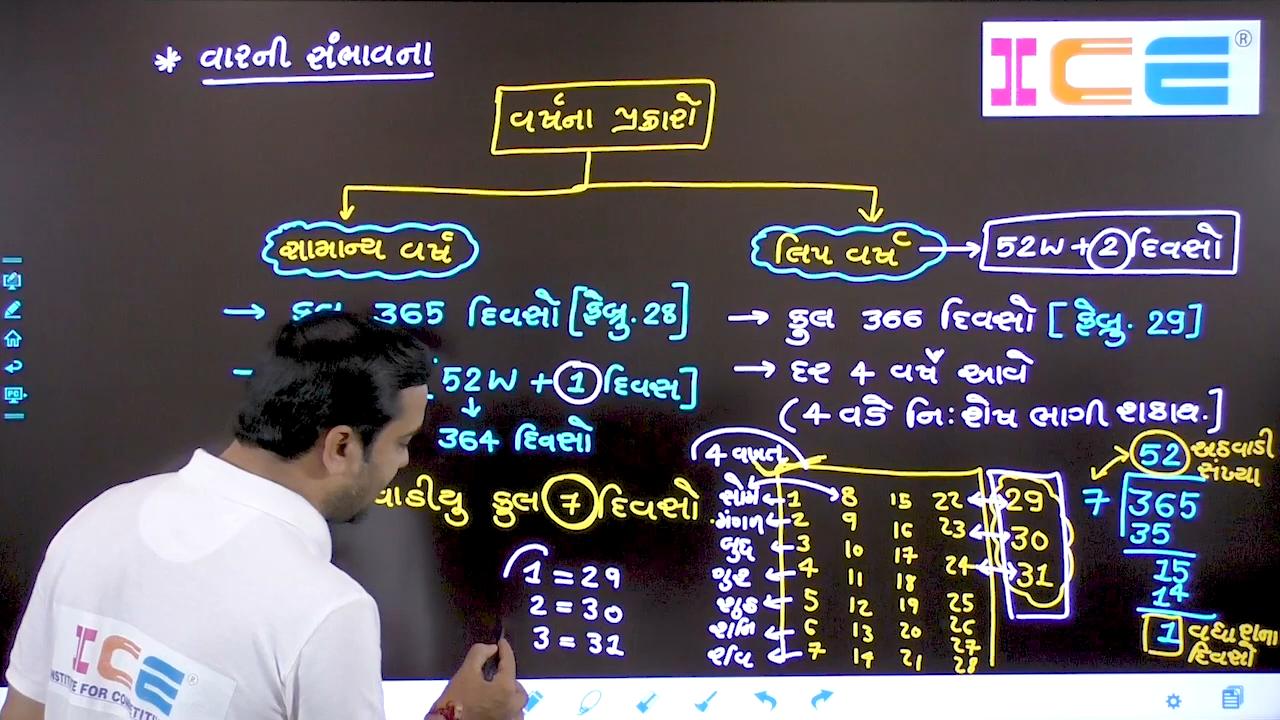 * વારની સંભાવના
ICE®
વર્ષના પ્રકારો
સામાન્ય વર્ષ
→ કુલ 365 દિવસો [ફેબ્રુ. 28]
52W + 1 દિવસ]
↓
364 દિવસો
વાડીયુ કુલ 7 દિવસો
1 = 29
2 = 30
3 = 31
લિપ વર્ષ → 52W + 2 દિવસો
→ કુલ 366 દિવસો [ફેબ્રુ. 29]
→ દર 4 વર્ષે આવે
(4 વડે નિ:શેષ ભાગી શકાય.]
4 વખત
સોમ ← 1 8 15 22 ↔ 29
મંગળ ← 2 9 16 23 ↔ 30
બુધ ← 3 10 17 24 ↔ 31
ગુરુ ← 4 11 18
શુક્ર ← 5 12 19 25
શનિ ← 6 13 20 26
રવિ ← 7 14 21 27
28
52 અઠવાડી
સંખ્યા
7 365
35
15
14
1 વધારાના
દિવસો
ICE®